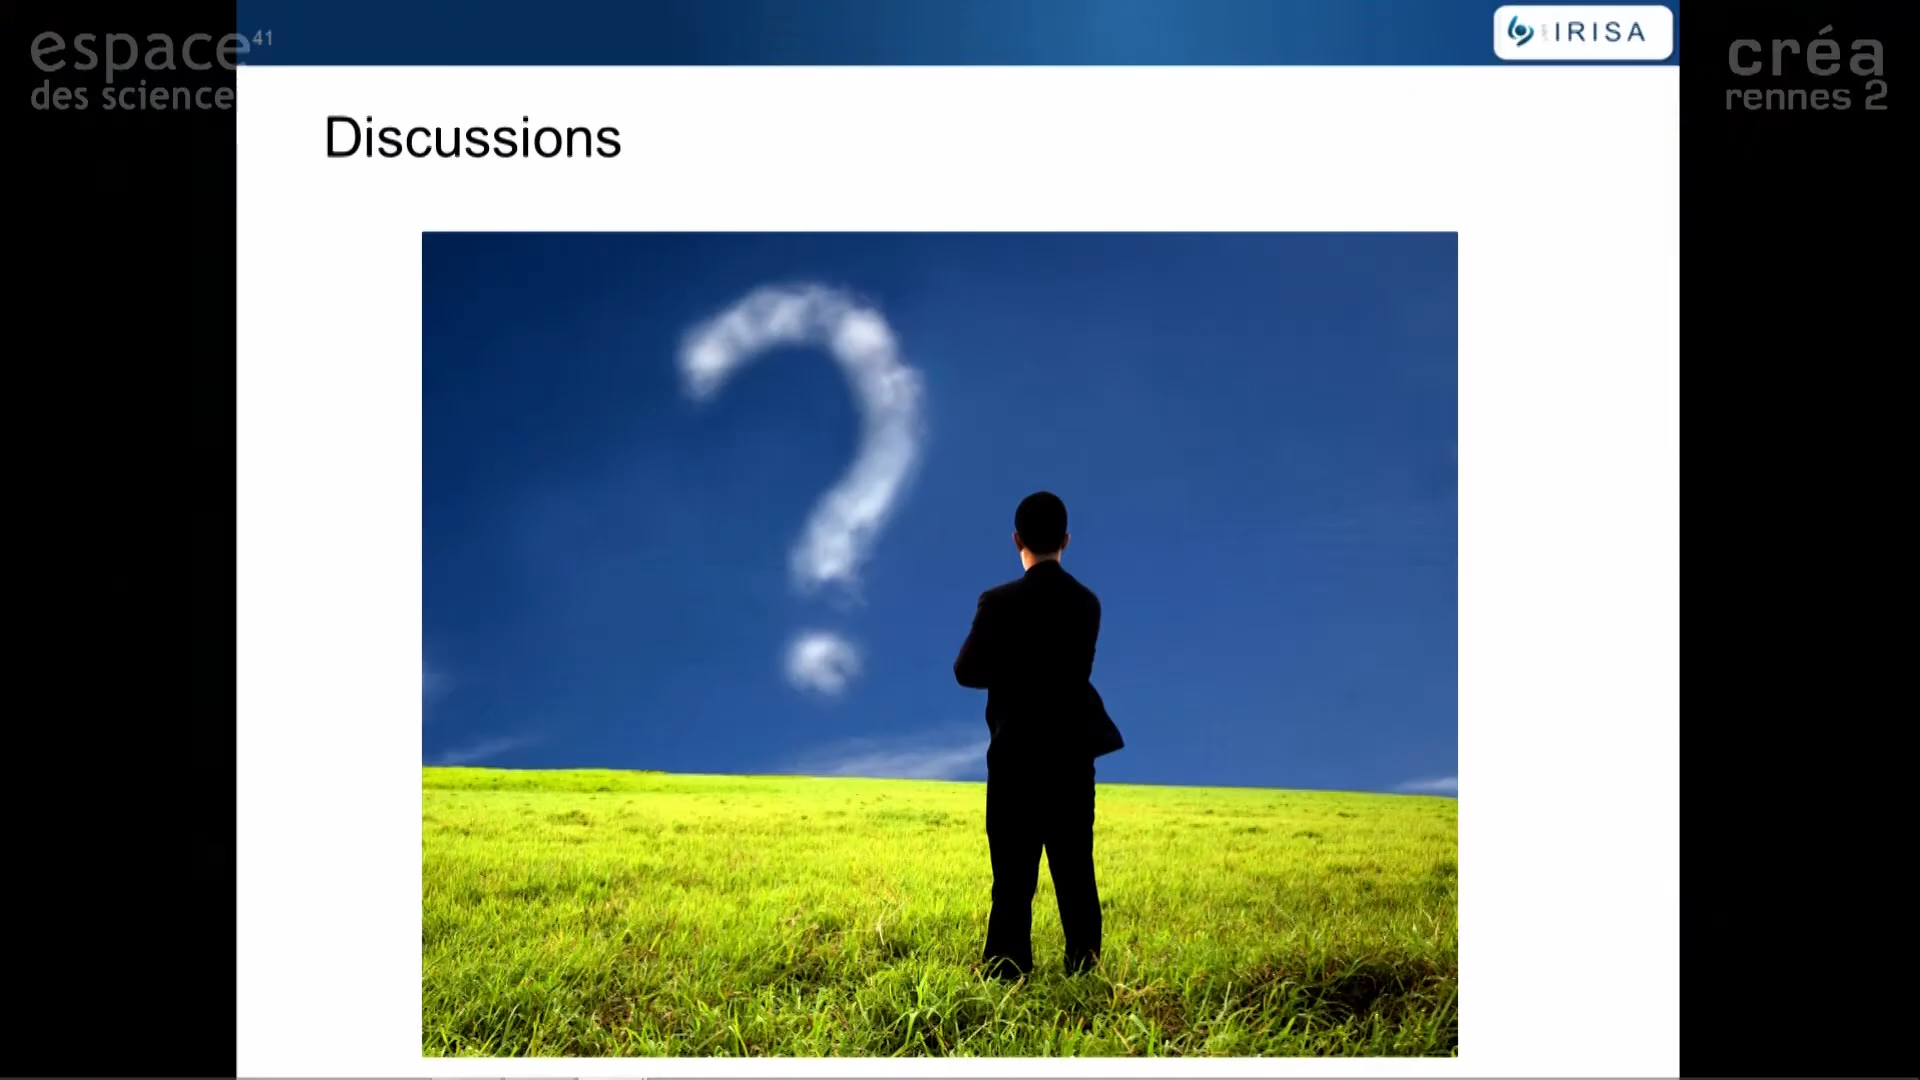 espace
des science
41
IRISA
créa
rennes 2
Discussions